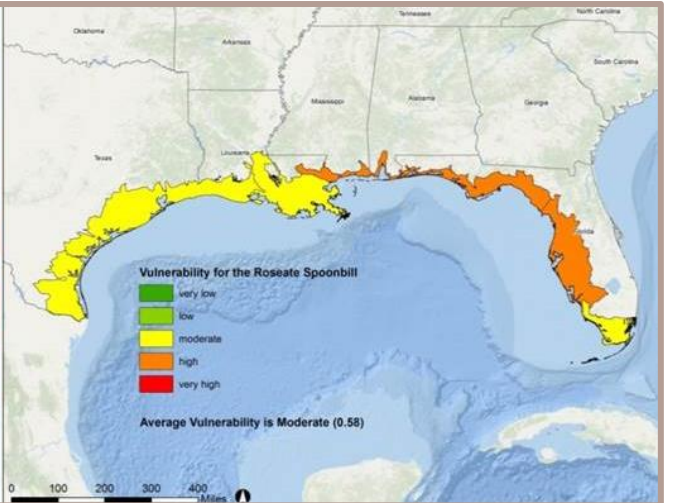 North Carolina
Tennessee
Oklahoma
Arkansas
South Carolina
Mississippi
Alabama
Georgia
Texas
Louisiana
Vulnerability for the Roseate Spoonbill
very low
low
moderate
high
very high
Average Vulnerability is Moderate (0.58)
0 100 200 300 400
Miles